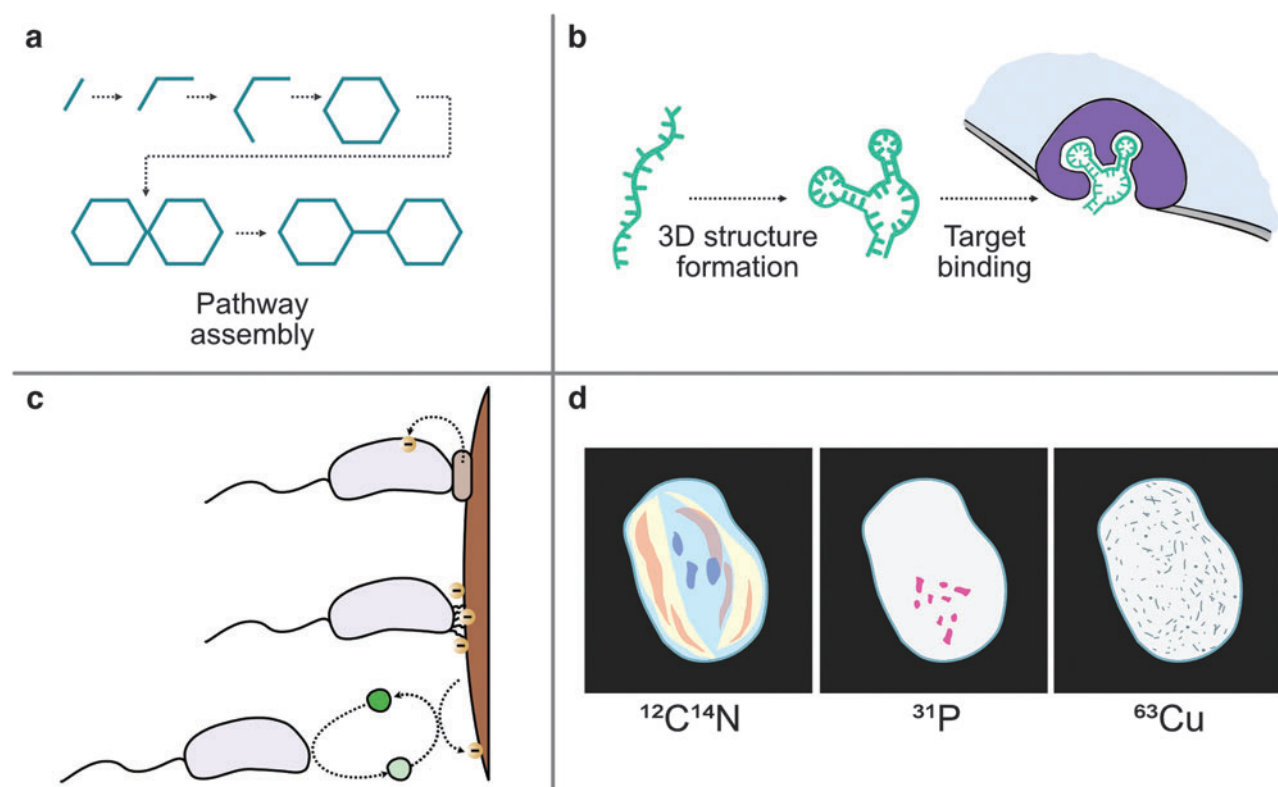 a
Pathway
assembly
b
3D structure
formation
Target
binding
c
d
¹²C¹⁴N
³¹P
⁶³Cu